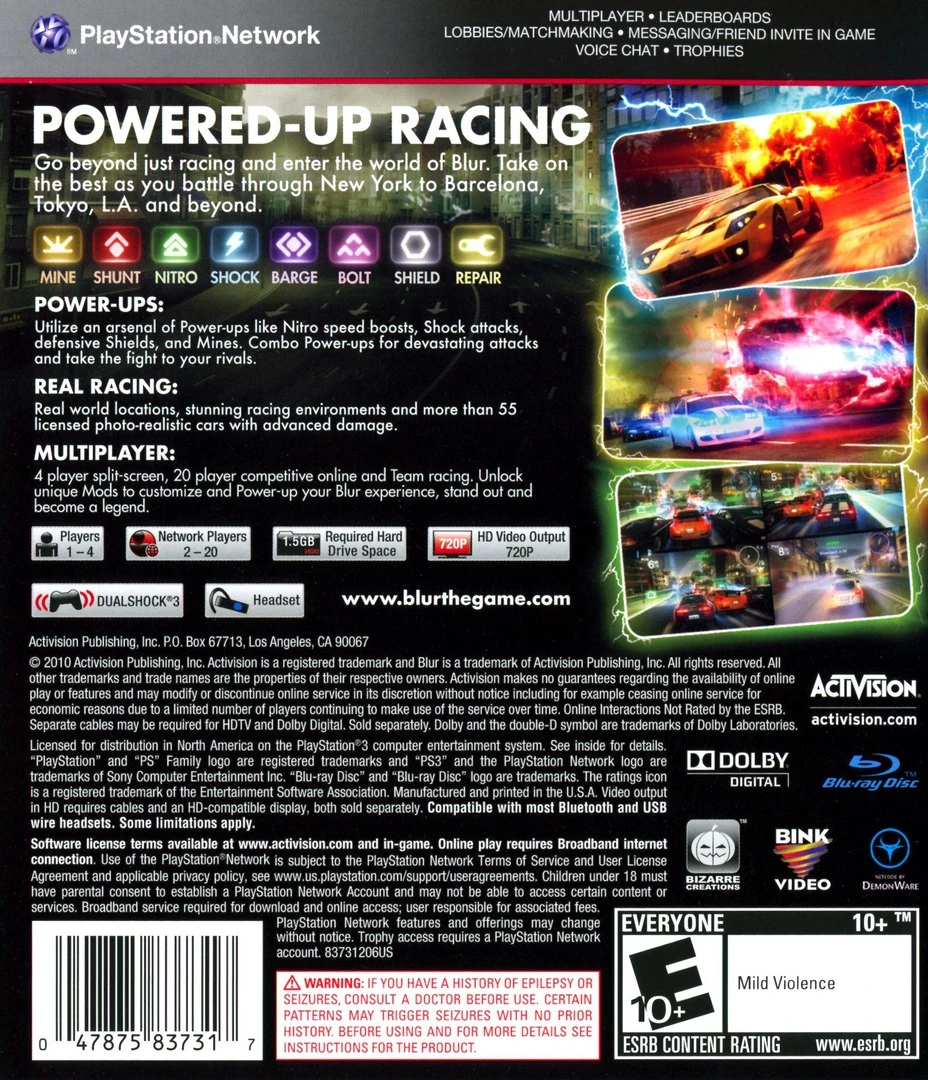 PlayStation®Network
SM
MULTIPLAYER • LEADERBOARDS
LOBBIES/MATCHMAKING • MESSAGING/FRIEND INVITE IN GAME
VOICE CHAT • TROPHIES
POWERED-UP RACING
Go beyond just racing and enter the world of Blur. Take on
the best as you battle through New York to Barcelona,
Tokyo, L.A. and beyond.
MINE SHUNT NITRO SHOCK BARGE BOLT SHIELD REPAIR
POWER-UPS:
Utilize an arsenal of Power-ups like Nitro speed boosts, Shock attacks,
defensive Shields, and Mines. Combo Power-ups for devastating attacks
and take the fight to your rivals.
REAL RACING:
Real world locations, stunning racing environments and more than 55
licensed photo-realistic cars with advanced damage.
MULTIPLAYER:
4 player split-screen, 20 player competitive online and Team racing. Unlock
unique Mods to customize and Power-up your Blur experience, stand out and
become a legend.
Players
1 – 4
Network Players
2 – 20
1.5GB
HDD
Required Hard
Drive Space
720P
HD Video Output
720P
DUALSHOCK®3
Headset
www.blurthegame.com
Activision Publishing, Inc. P.O. Box 67713, Los Angeles, CA 90067
© 2010 Activision Publishing, Inc. Activision is a registered trademark and Blur is a trademark of Activision Publishing, Inc. All rights reserved. All
other trademarks and trade names are the properties of their respective owners. Activision makes no guarantees regarding the availability of online
play or features and may modify or discontinue online service in its discretion without notice including for example ceasing online service for
economic reasons due to a limited number of players continuing to make use of the service over time. Online Interactions Not Rated by the ESRB.
Separate cables may be required for HDTV and Dolby Digital. Sold separately. Dolby and the double-D symbol are trademarks of Dolby Laboratories.
ACTIVISION®
activision.com
Licensed for distribution in North America on the PlayStation®3 computer entertainment system. See inside for details.
"PlayStation" and "PS" Family logo are registered trademarks and "PS3" and the PlayStation Network logo are
trademarks of Sony Computer Entertainment Inc. "Blu-ray Disc" and "Blu-ray Disc" logo are trademarks. The ratings icon
is a registered trademark of the Entertainment Software Association. Manufactured and printed in the U.S.A. Video output
in HD requires cables and an HD-compatible display, both sold separately. Compatible with most Bluetooth and USB
wire headsets. Some limitations apply.
DOLBY
DIGITAL
Blu-ray Disc™
Software license terms available at www.activision.com and in-game. Online play requires Broadband internet
connection. Use of the PlayStation®Network is subject to the PlayStation Network Terms of Service and User License
Agreement and applicable privacy policy, see www.us.playstation.com/support/useragreements. Children under 18 must
have parental consent to establish a PlayStation Network Account and may not be able to access certain content or
services. Broadband service required for download and online access; user responsible for associated fees.
PlayStation Network features and offerings may change
without notice. Trophy access requires a PlayStation Network
account. 83731206US
™
BIZARRE
CREATIONS
BINK
VIDEO
NETCODE BY
DEMONWARE
0 47875 83731 7
WARNING: IF YOU HAVE A HISTORY OF EPILEPSY OR
SEIZURES, CONSULT A DOCTOR BEFORE USE. CERTAIN
PATTERNS MAY TRIGGER SEIZURES WITH NO PRIOR
HISTORY. BEFORE USING AND FOR MORE DETAILS SEE
INSTRUCTIONS FOR THE PRODUCT.
EVERYONE 10+ ™
E
10+
Mild Violence
ESRB CONTENT RATING www.esrb.org